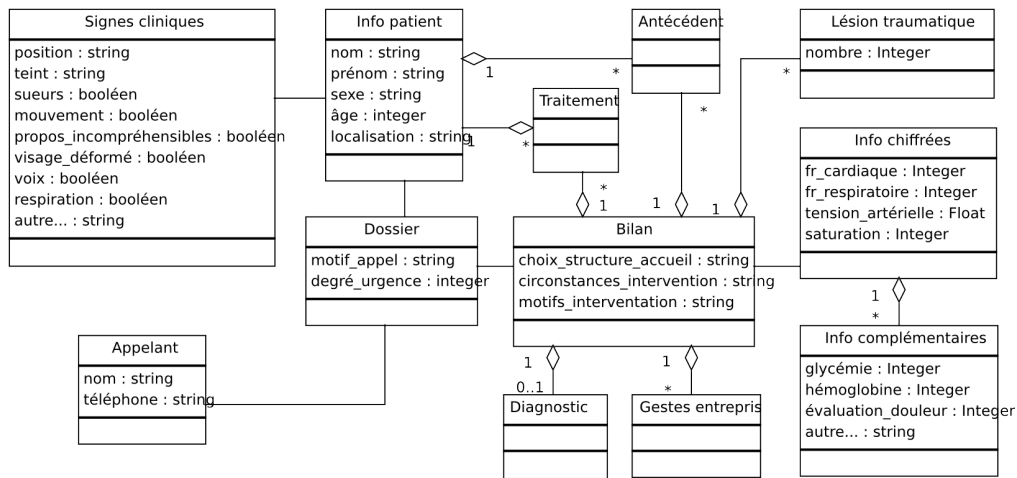 Signes cliniques
position : string
teint : string
sueurs : booléen
mouvement : booléen
propos_incompréhensibles : booléen
visage_déformé : booléen
voix : booléen
respiration : booléen
autre... : string
Info patient
nom : string
prénom : string
sexe : string
âge : integer
localisation : string
1
*
1
*
Antécédent
*
1
Traitement
*
1
Lésion traumatique
nombre : Integer
*
1
Info chiffrées
fr_cardiaque : Integer
fr_respiratoire : Integer
tension_artérielle : Float
saturation : Integer
1
*
Dossier
motif_appel : string
degré_urgence : integer
Bilan
choix_structure_accueil : string
circonstances_intervention : string
motifs_interventation : string
1
0..1
1
*
Appelant
nom : string
téléphone : string
Diagnostic
Gestes entrepris
Info complémentaires
glycémie : Integer
hémoglobine : Integer
évaluation_douleur : Integer
autre... : string